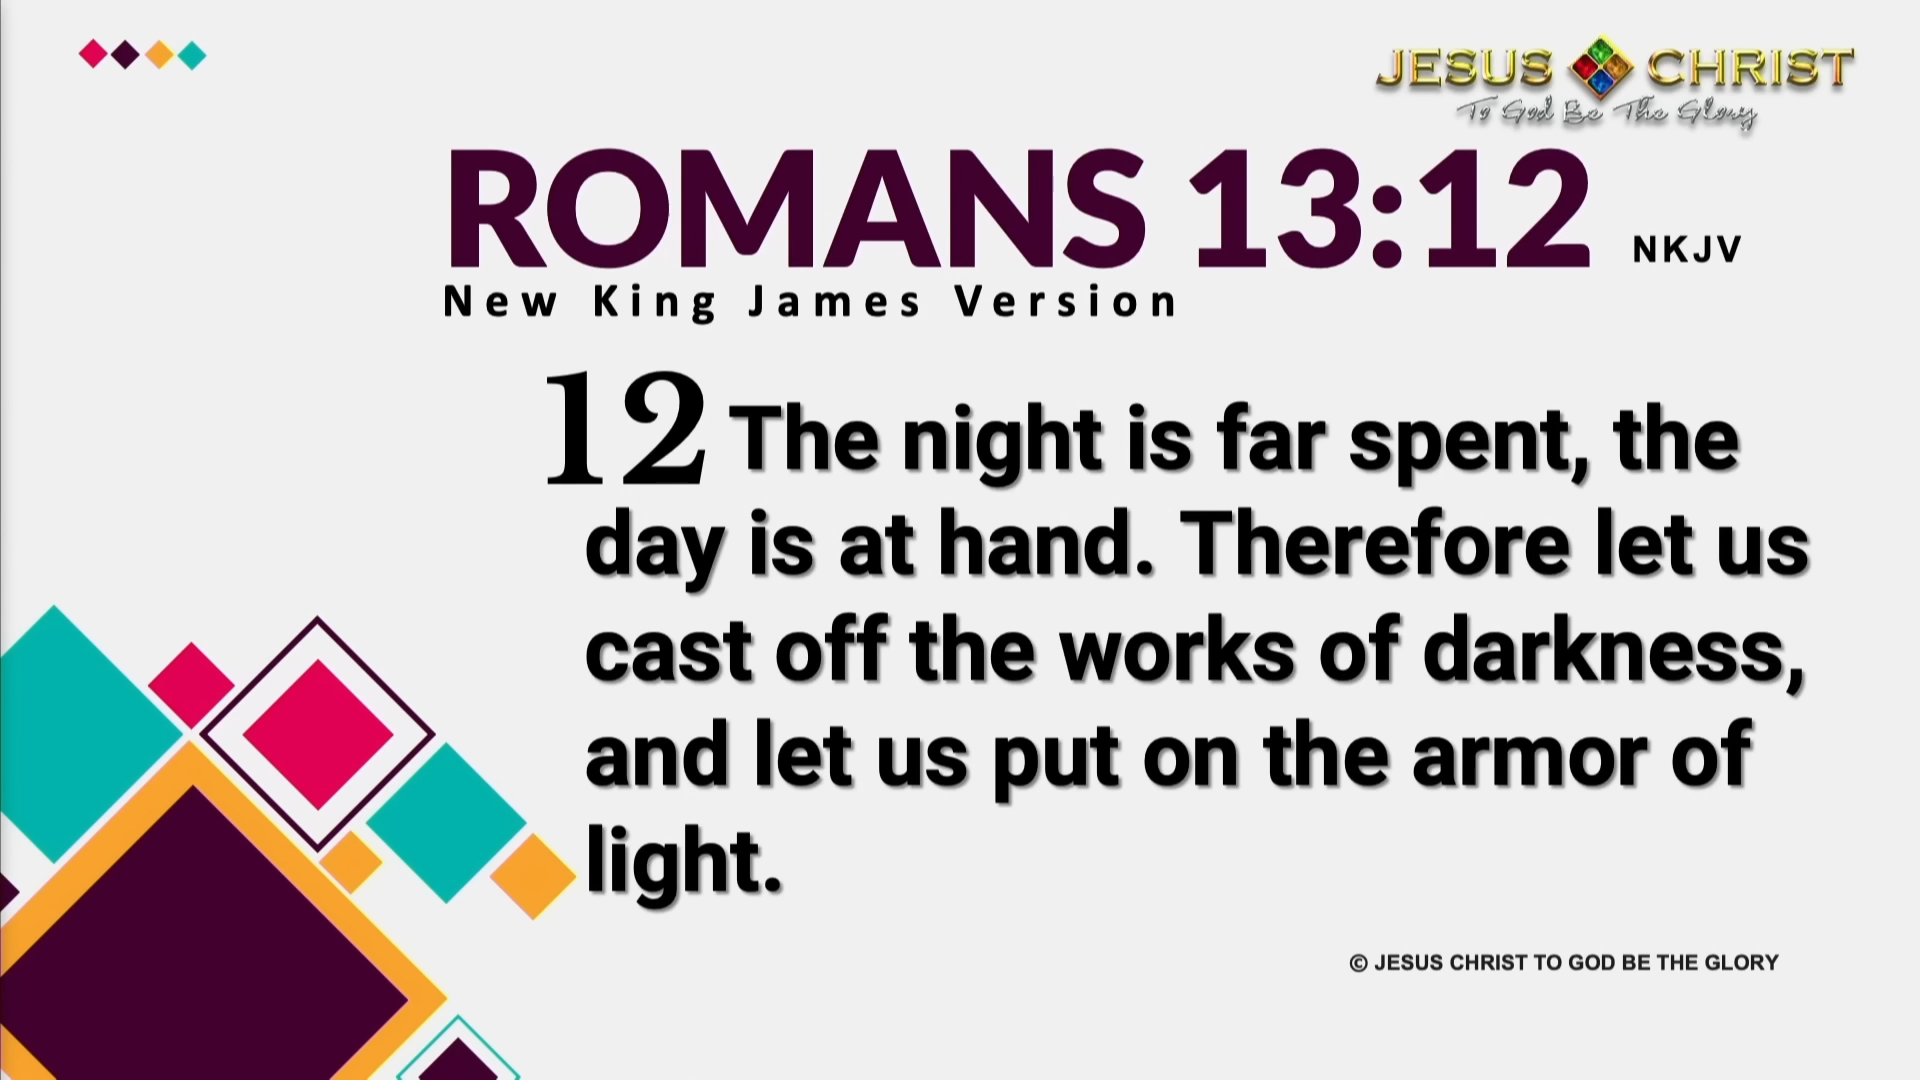 JESUS CHRIST
To God Be The Glory
ROMANS 13:12 NKJV
New King James Version
12 The night is far spent, the
day is at hand. Therefore let us
cast off the works of darkness,
and let us put on the armor of
light.
© JESUS CHRIST TO GOD BE THE GLORY